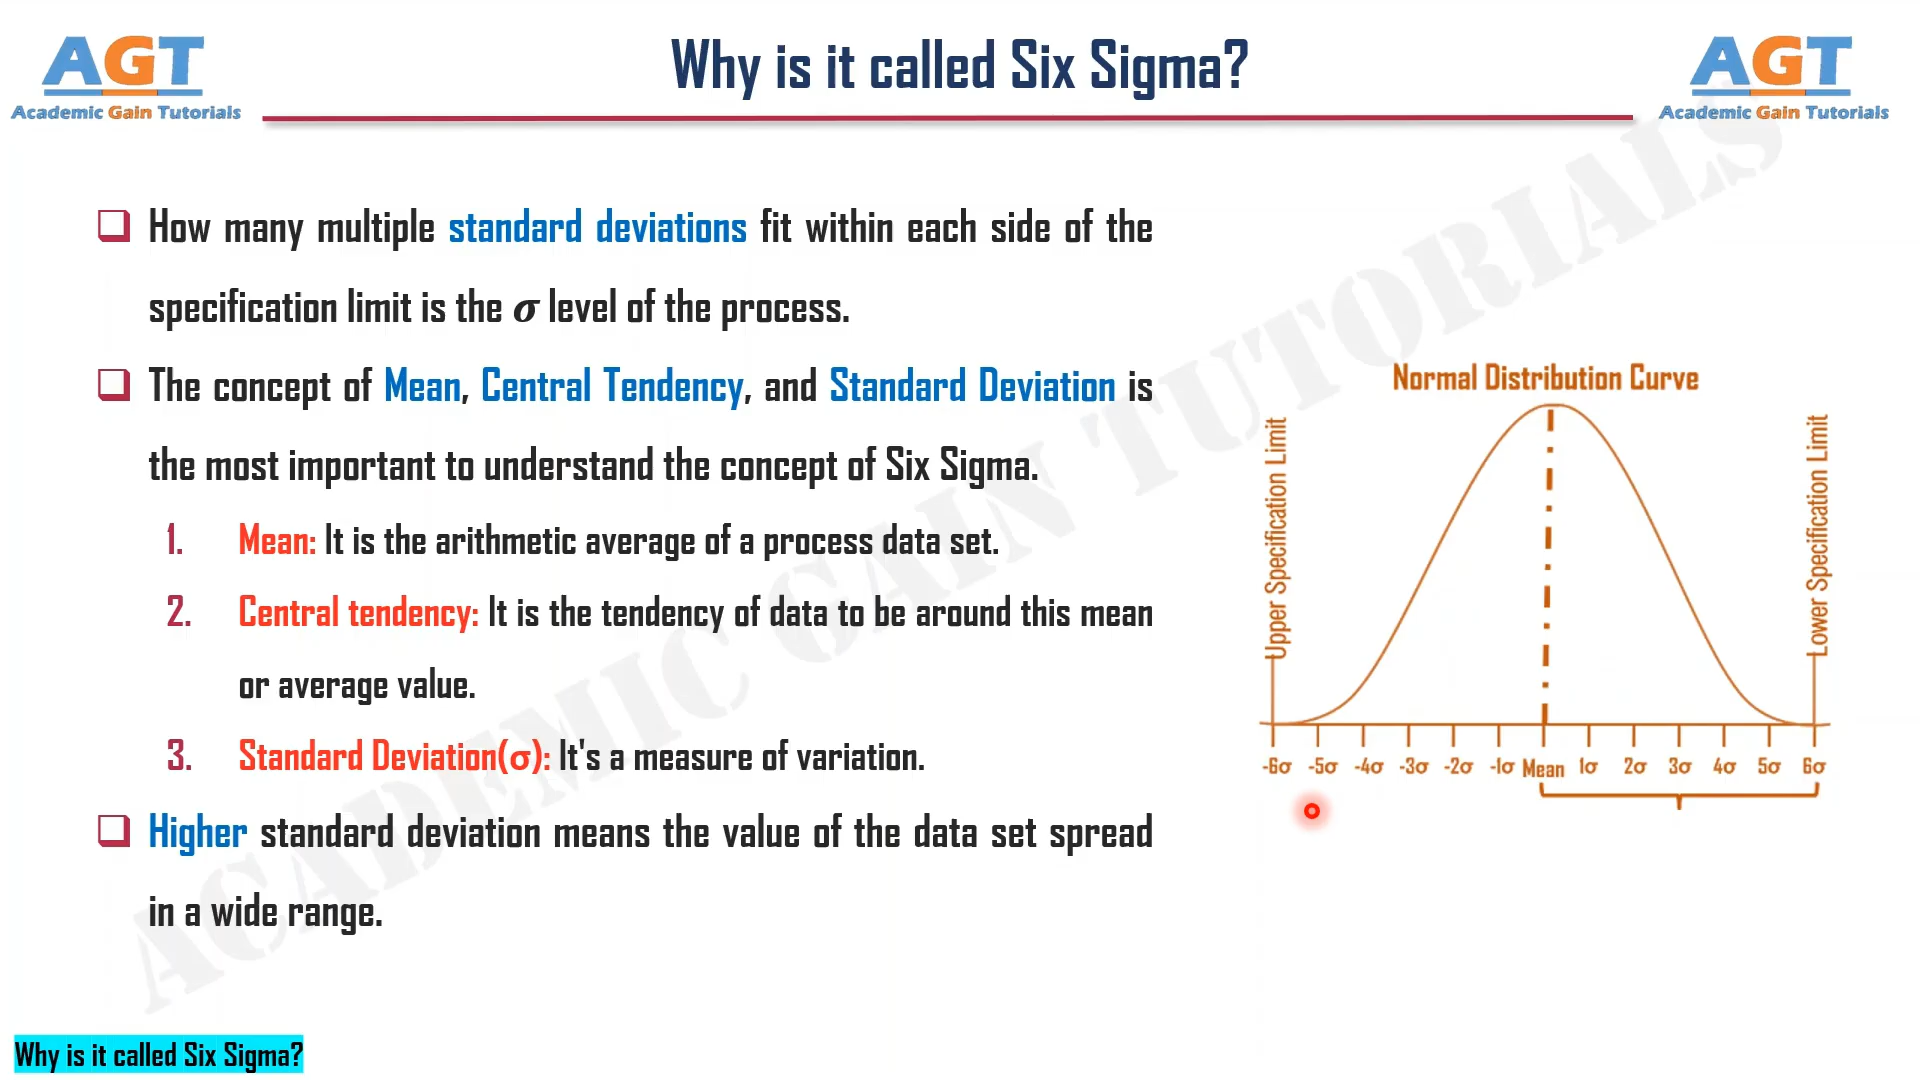 AGT
Academic Gain Tutorials
Why is it called Six Sigma?
AGT
Academic Gain Tutorials
How many multiple standard deviations fit within each side of the
specification limit is the σ level of the process.
The concept of Mean, Central Tendency, and Standard Deviation is
the most important to understand the concept of Six Sigma.
1. Mean: It is the arithmetic average of a process data set.
2. Central tendency: It is the tendency of data to be around this mean
or average value.
3. Standard Deviation(σ): It's a measure of variation.
Higher standard deviation means the value of the data set spread
in a wide range.
Normal Distribution Curve
Upper Specification Limit
Lower Specification Limit
-6σ -5σ -4σ -3σ -2σ -1σ Mean 1σ 2σ 3σ 4σ 5σ 6σ
ACADEMIC GAIN TUTORIALS
Why is it called Six Sigma?